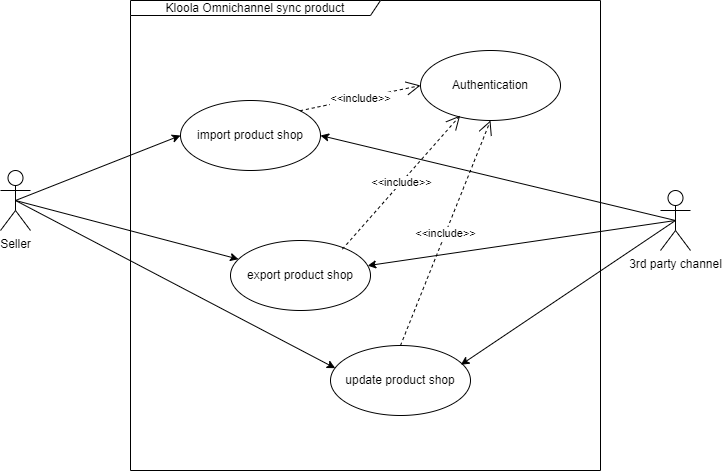 Kloola Omnichannel sync product
Authentication
<<include>>
import product shop
<<include>>
Seller
<<include>>
3rd party channel
export product shop
update product shop